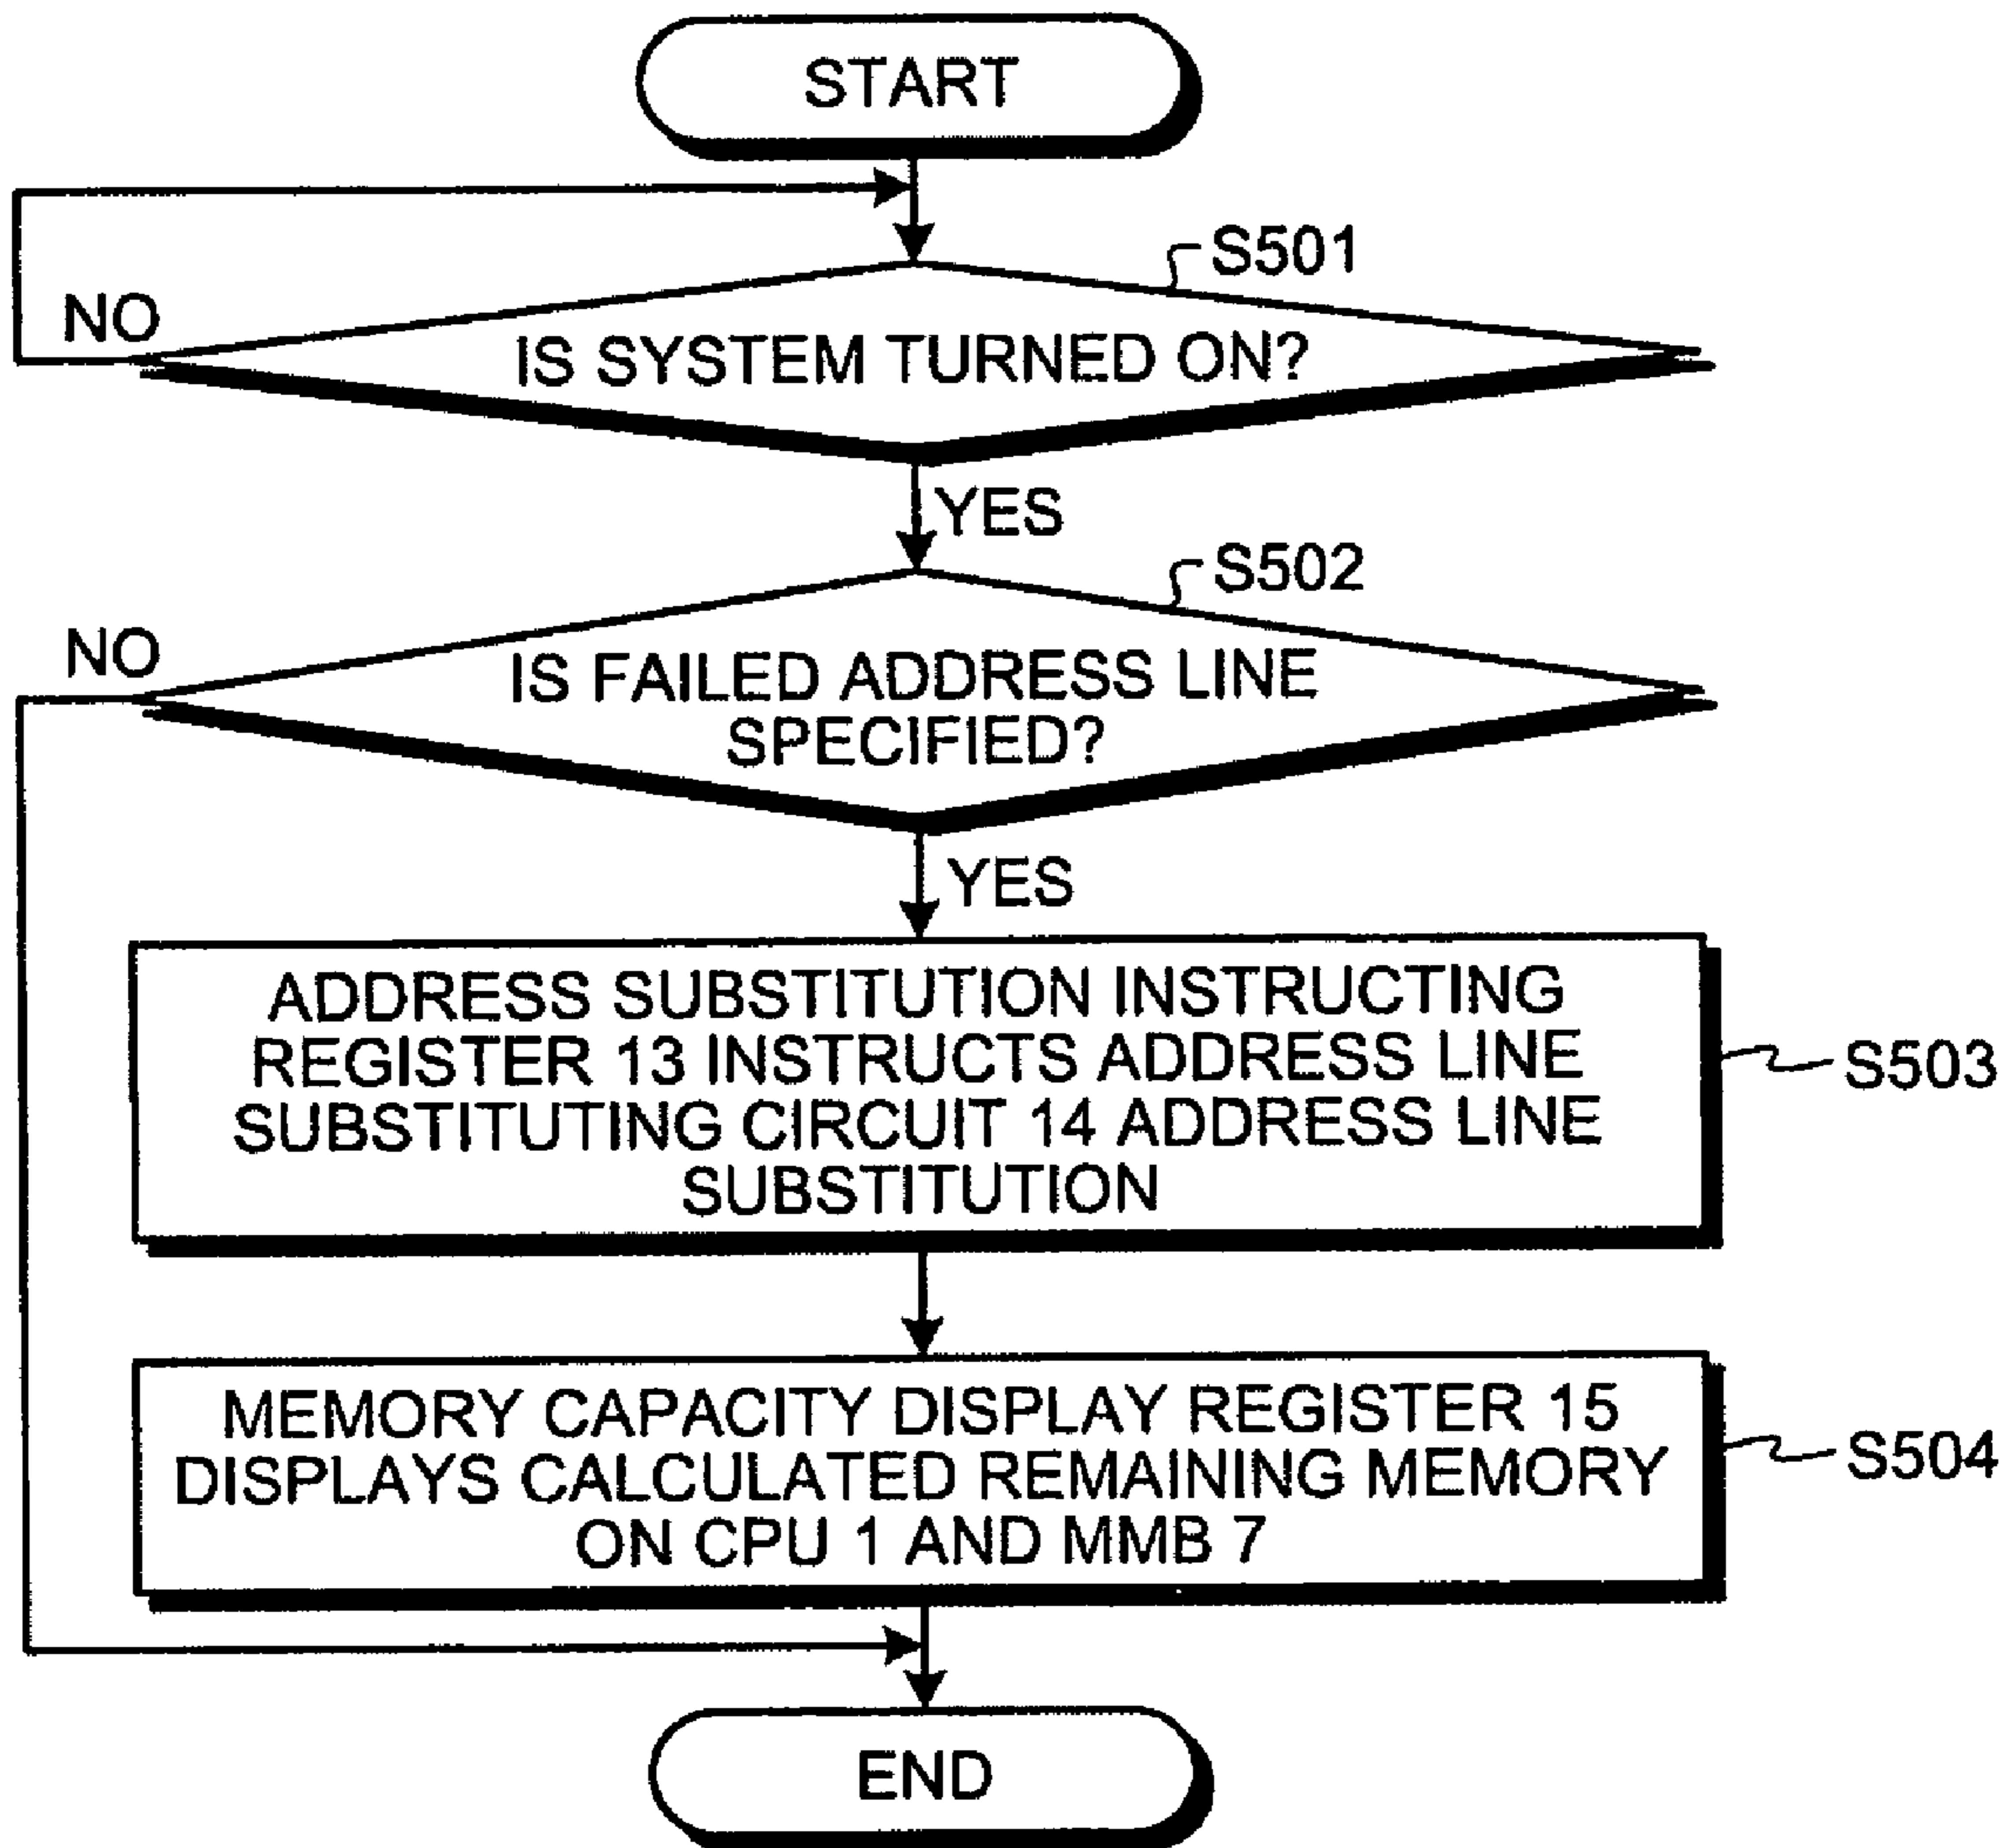 START
S501
NO
IS SYSTEM TURNED ON?
YES
S502
NO
IS FAILED ADDRESS LINE
SPECIFIED?
YES
ADDRESS SUBSTITUTION INSTRUCTING
REGISTER 13 INSTRUCTS ADDRESS LINE
SUBSTITUTING CIRCUIT 14 ADDRESS LINE
SUBSTITUTION
S503
MEMORY CAPACITY DISPLAY REGISTER 15
DISPLAYS CALCULATED REMAINING MEMORY
ON CPU 1 AND MMB 7
S504
END